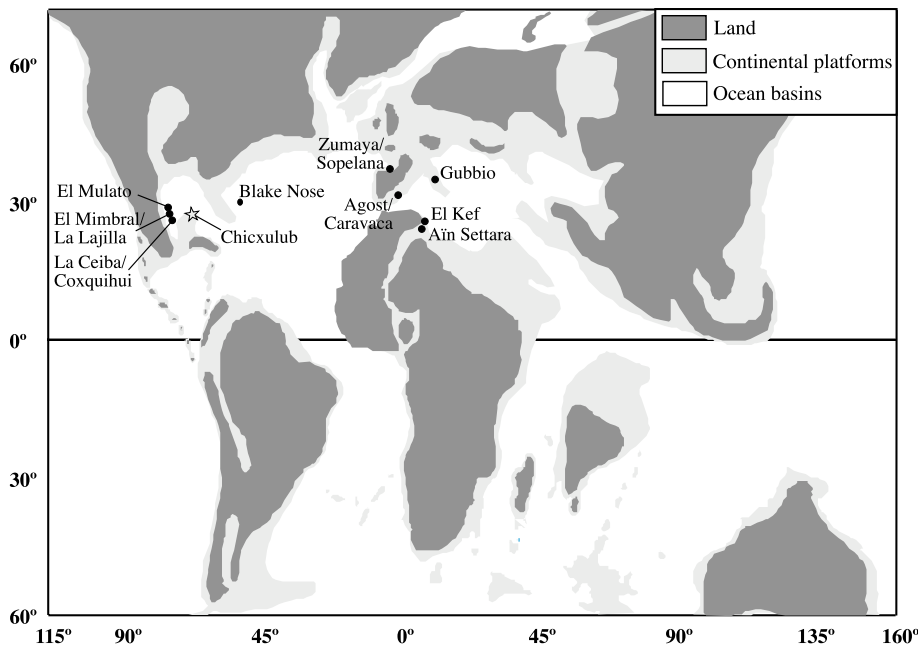 Land
Continental platforms
Ocean basins
60º
Zumaya/
Sopelana
Gubbio
El Mulato
Blake Nose
30º
El Mimbral/
La Lajilla
Agost/
Caravaca
El Kef
Aïn Settara
Chicxulub
La Ceiba/
Coxquihui
0º
30º
60º
115º 90º 45º 0º 45º 90º 135º 160º